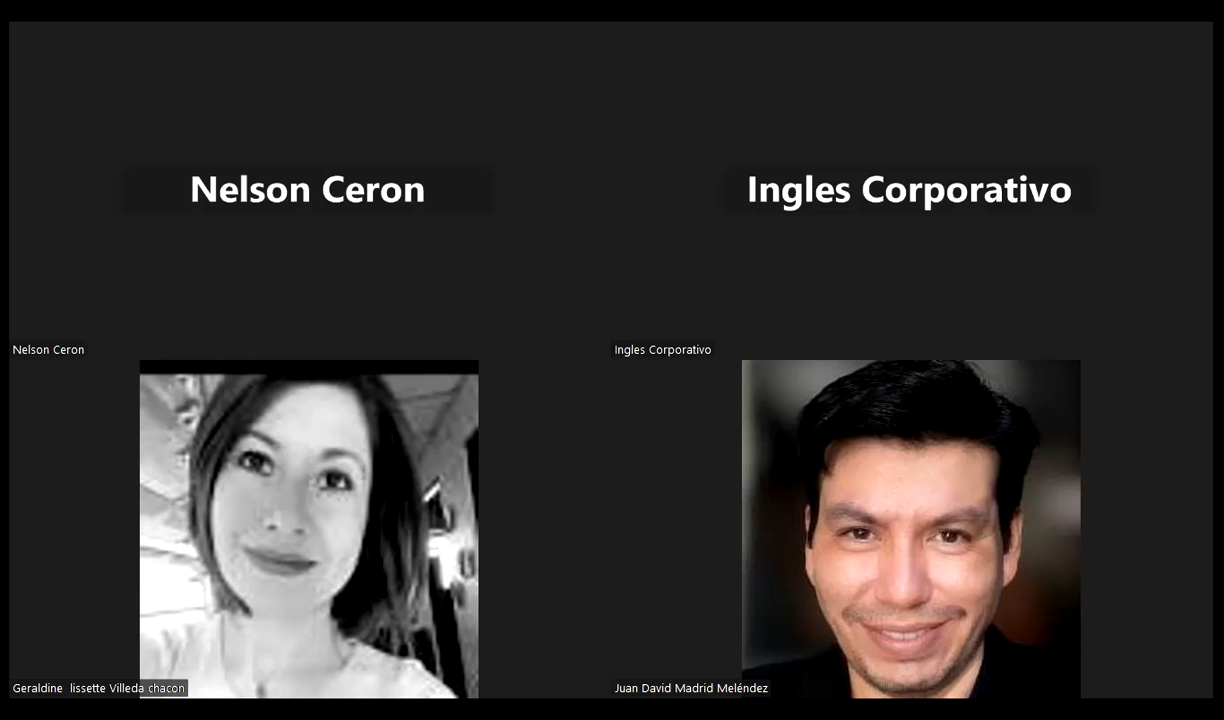 Nelson Ceron
Ingles Corporativo
Nelson Ceron
Ingles Corporativo
Geraldine lissette Villeda chacon
Juan David Madrid Meléndez